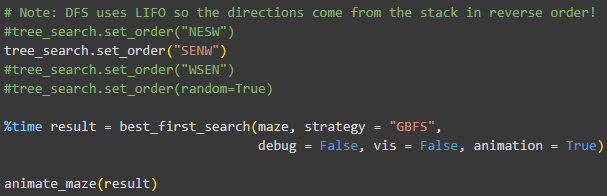 # Note: DFS uses LIFO so the directions come from the stack in reverse order!
#tree_search.set_order("NESW")
tree_search.set_order("SENW")
#tree_search.set_order("WSEN")
#tree_search.set_order(random=True)
%time result = best_first_search(maze, strategy = "GBFS",
debug = False, vis = False, animation = True)
animate_maze(result)